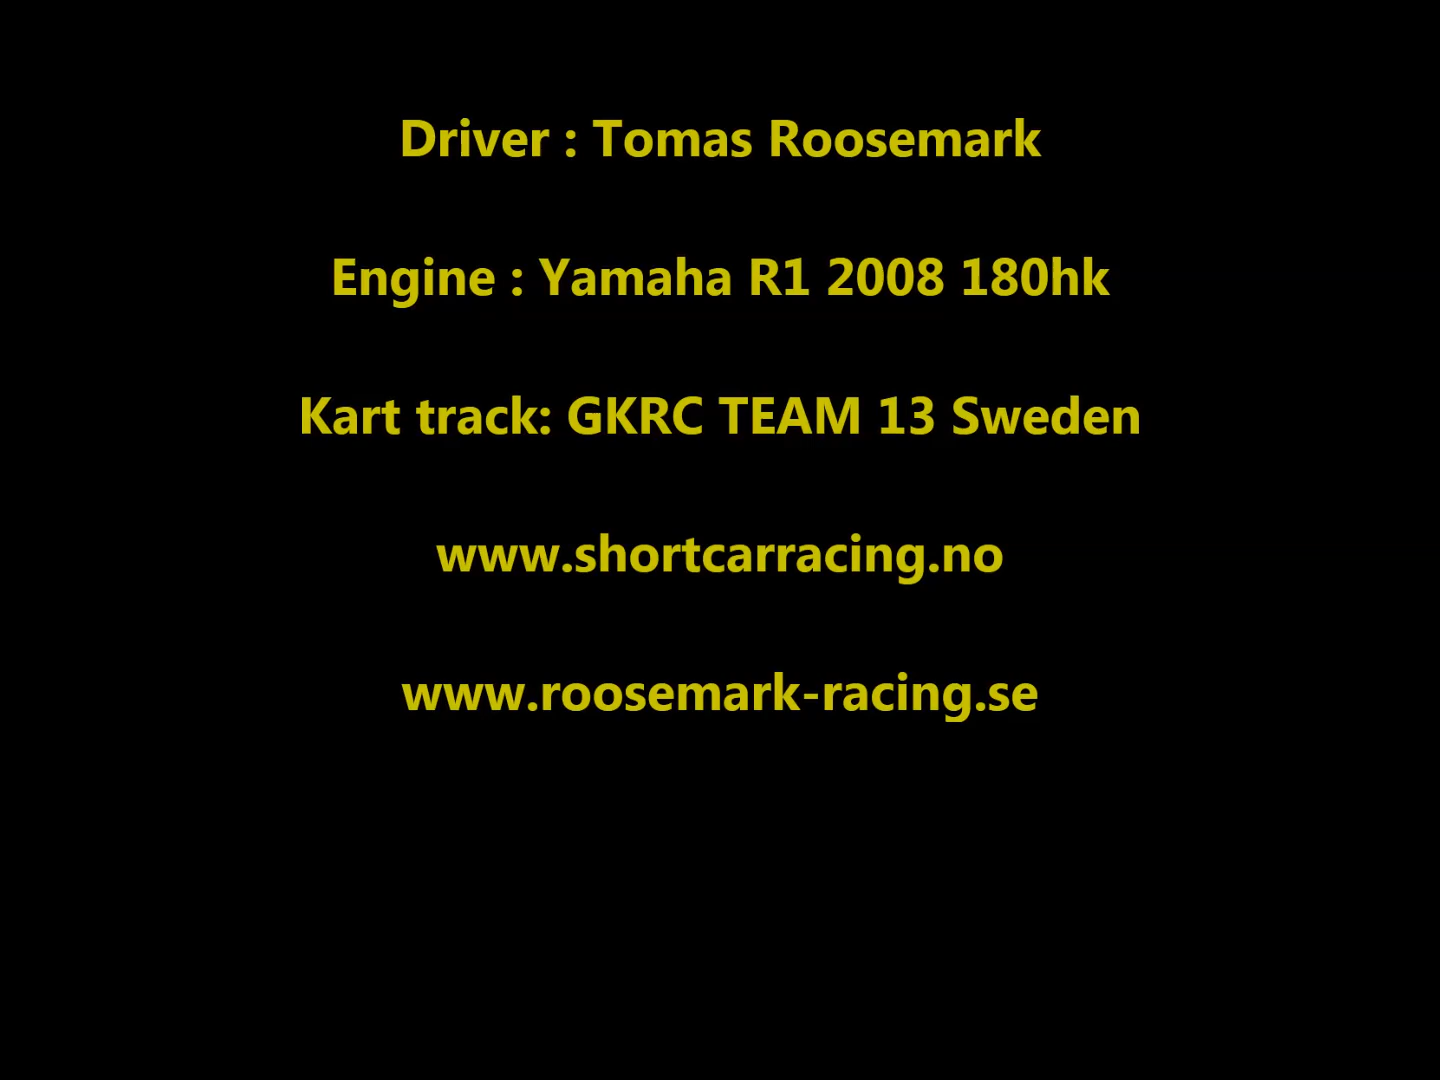 Driver : Tomas Roosemark
Engine : Yamaha R1 2008 180hk
Kart track: GKRC TEAM 13 Sweden
www.shortcarracing.no
www.roosemark-racing.se